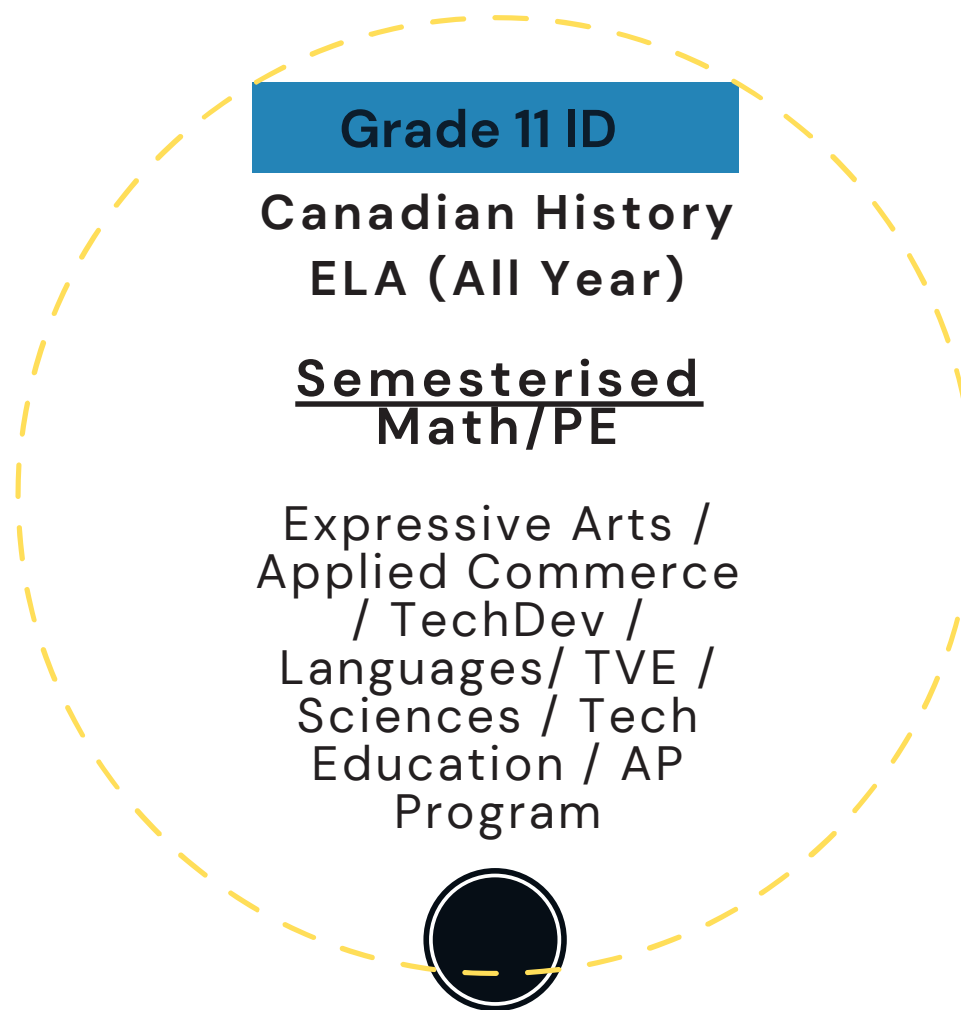 Grade 11 ID
Canadian History
ELA (All Year)
Semesterised
Math/PE
Expressive Arts /
Applied Commerce
/ TechDev /
Languages/ TVE /
Sciences / Tech
Education / AP
Program